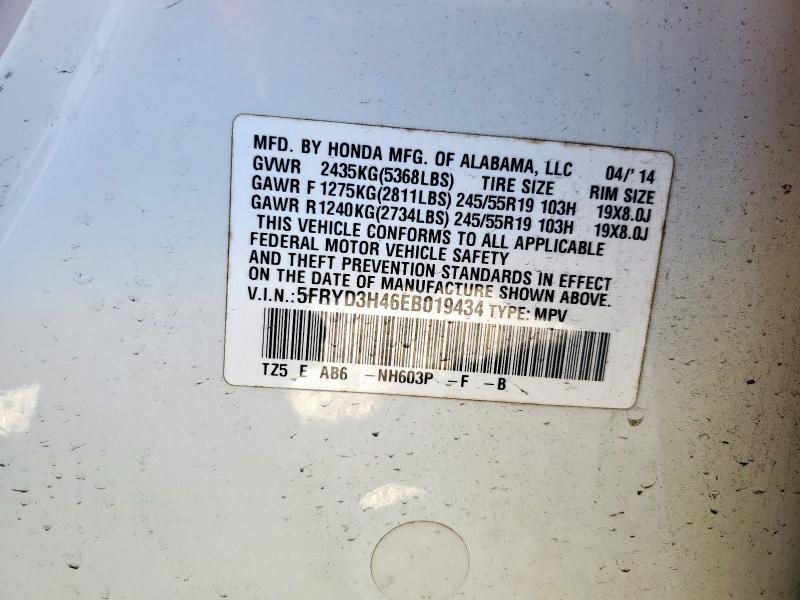 MFD. BY HONDA MFG. OF ALABAMA, LLC 04/'14
GVWR 2435KG(5368LBS) TIRE SIZE RIM SIZE
GAWR F 1275KG(2811LBS) 245/55R19 103H 19X8.0J
GAWR R1240KG(2734LBS) 245/55R19 103H 19X8.0J
THIS VEHICLE CONFORMS TO ALL APPLICABLE
FEDERAL MOTOR VEHICLE SAFETY
AND THEFT PREVENTION STANDARDS IN EFFECT
ON THE DATE OF MANUFACTURE SHOWN ABOVE.
V.I.N.:5FRYD3H46EB019434 TYPE: MPV
TZ5 E AB6 -NH603P -F -B